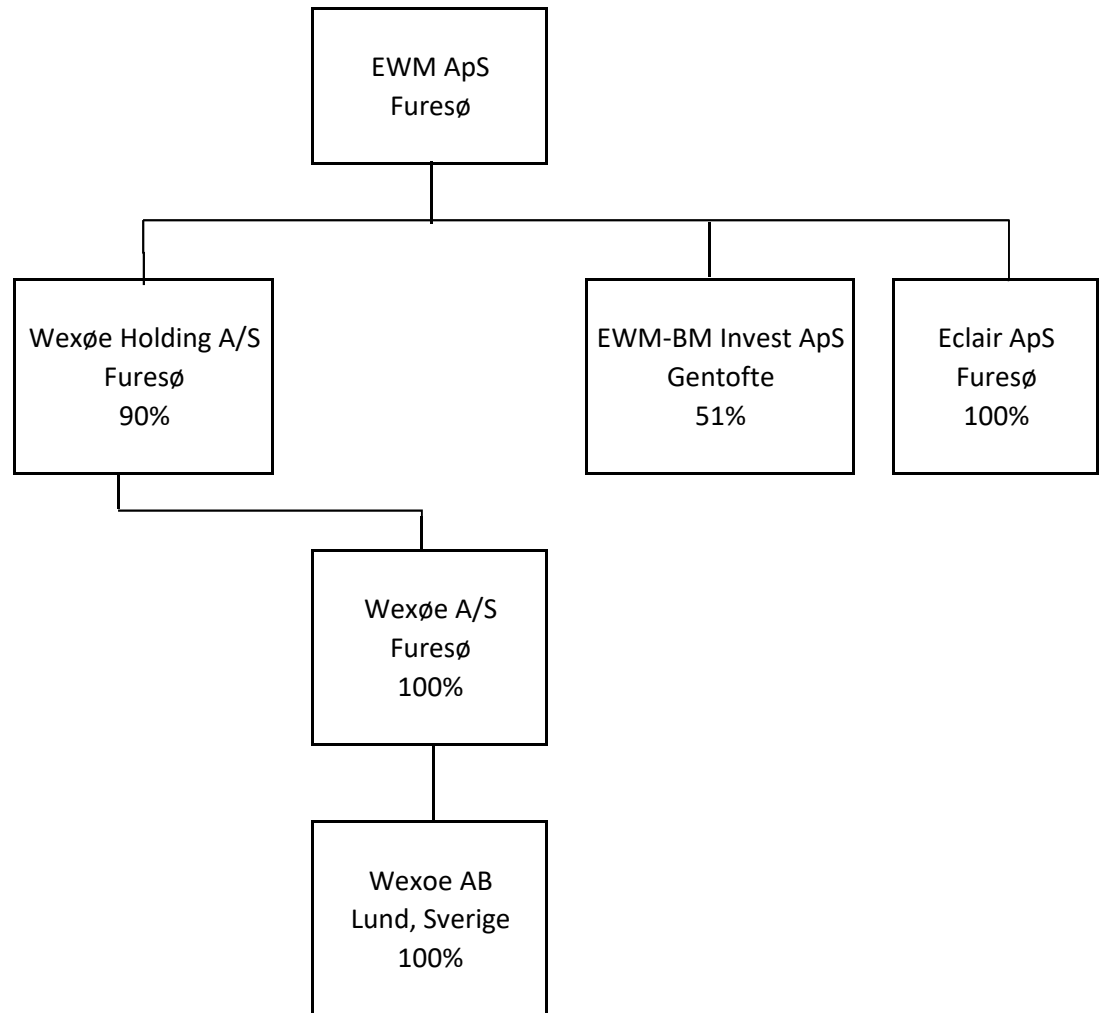 EWM ApS
Furesø
Wexøe Holding A/S
Furesø
90%
EWM-BM Invest ApS
Gentofte
51%
Eclair ApS
Furesø
100%
Wexøe A/S
Furesø
100%
Wexoe AB
Lund, Sverige
100%